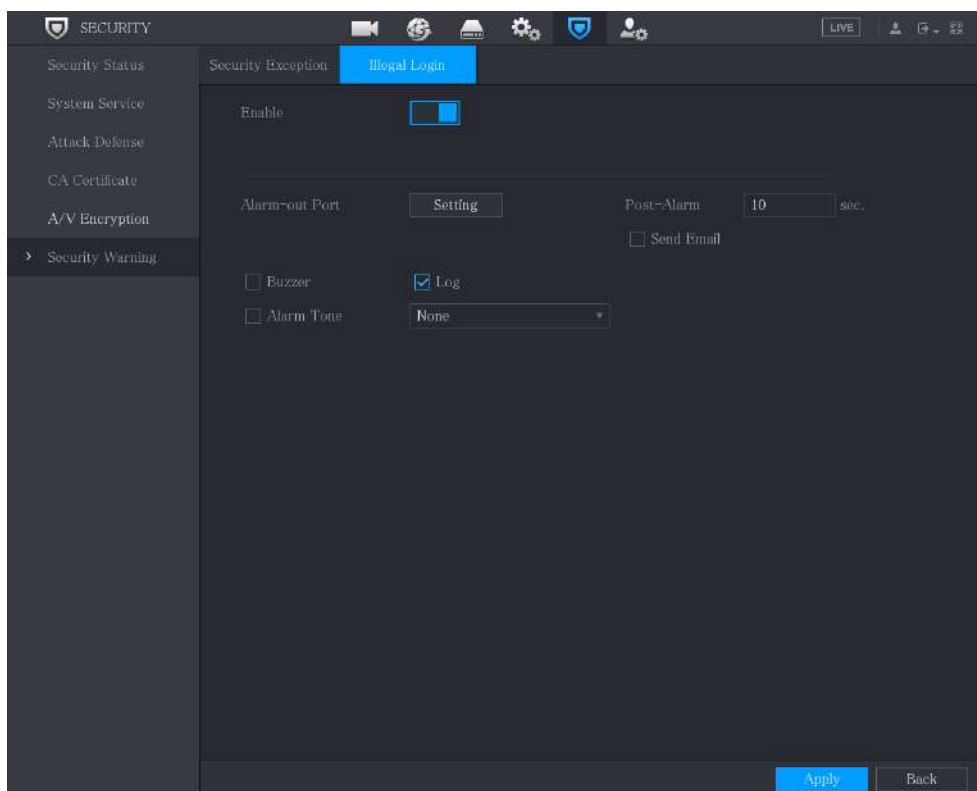 SECURITY
LIVE
Security Status
System Service
Attack Defense
CA Certificate
A/V Encryption
> Security Warning
Security Exception
Illegal Login
Enable
Alarm-out Port
Setting
Post-Alarm
10
sec.
Send Email
Buzzer
Log
Alarm Tone
None
Apply
Back